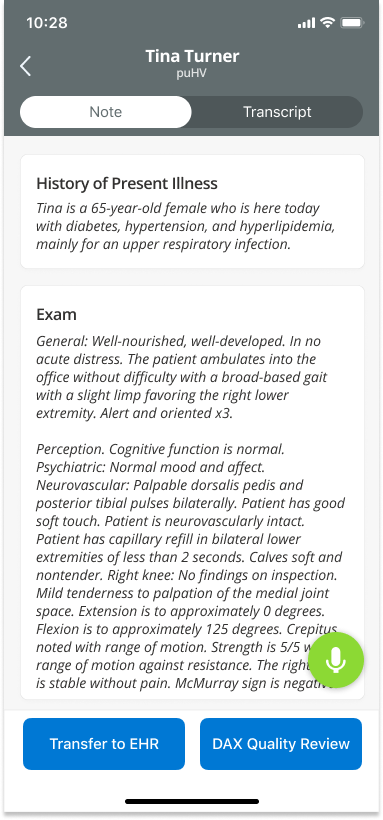 10:28
Tina Turner
puHV
Note
Transcript
History of Present Illness
Tina is a 65-year-old female who is here today
with diabetes, hypertension, and hyperlipidemia,
mainly for an upper respiratory infection.
Exam
General: Well-nourished, well-developed. In no
acute distress. The patient ambulates into the
office without difficulty with a broad-based gait
with a slight limp favoring the right lower
extremity. Alert and oriented x3.
Perception. Cognitive function is normal.
Psychiatric: Normal mood and affect.
Neurovascular: Palpable dorsalis pedis and
posterior tibial pulses bilaterally. Patient has good
soft touch. Patient is neurovascularly intact.
Patient has capillary refill in bilateral lower
extremities of less than 2 seconds. Calves soft and
nontender. Right knee: No findings on inspection.
Mild tenderness to palpation of the medial joint
space. Extension is to approximately 0 degrees.
Flexion is to approximately 125 degrees. Crepitus
noted with range of motion. Strength is 5/5
range of motion against resistance. The right
is stable without pain. McMurray sign is negative
Transfer to EHR
DAX Quality Review